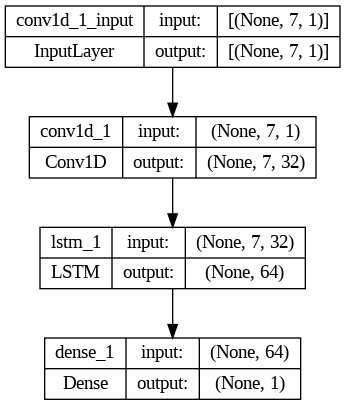 conv1d_1_input input: [(None, 7, 1)]
InputLayer output: [(None, 7, 1)]
conv1d_1 input: (None, 7, 1)
Conv1D output: (None, 7, 32)
lstm_1 input: (None, 7, 32)
LSTM output: (None, 64)
dense_1 input: (None, 64)
Dense output: (None, 1)